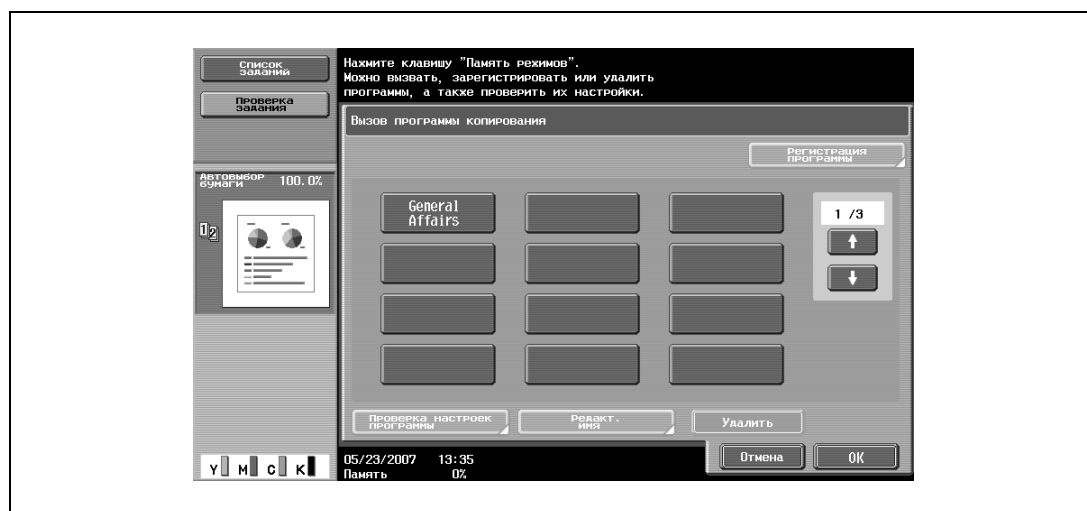 Список
заданий
Проверка
задания
Нажмите клавишу "Память режимов".
Можно вызвать, зарегистрировать или удалить
программы, а также проверить их настройки.
Вызов программы копирования
Регистрация
программы
Автовыбор
бумаги 100.0%
1 2
General
Affairs
1 /3
Проверка настроек
программы
Редакт.
имя
Удалить
Отмена
OK
Y M C K
05/23/2007 13:35
Память 0%